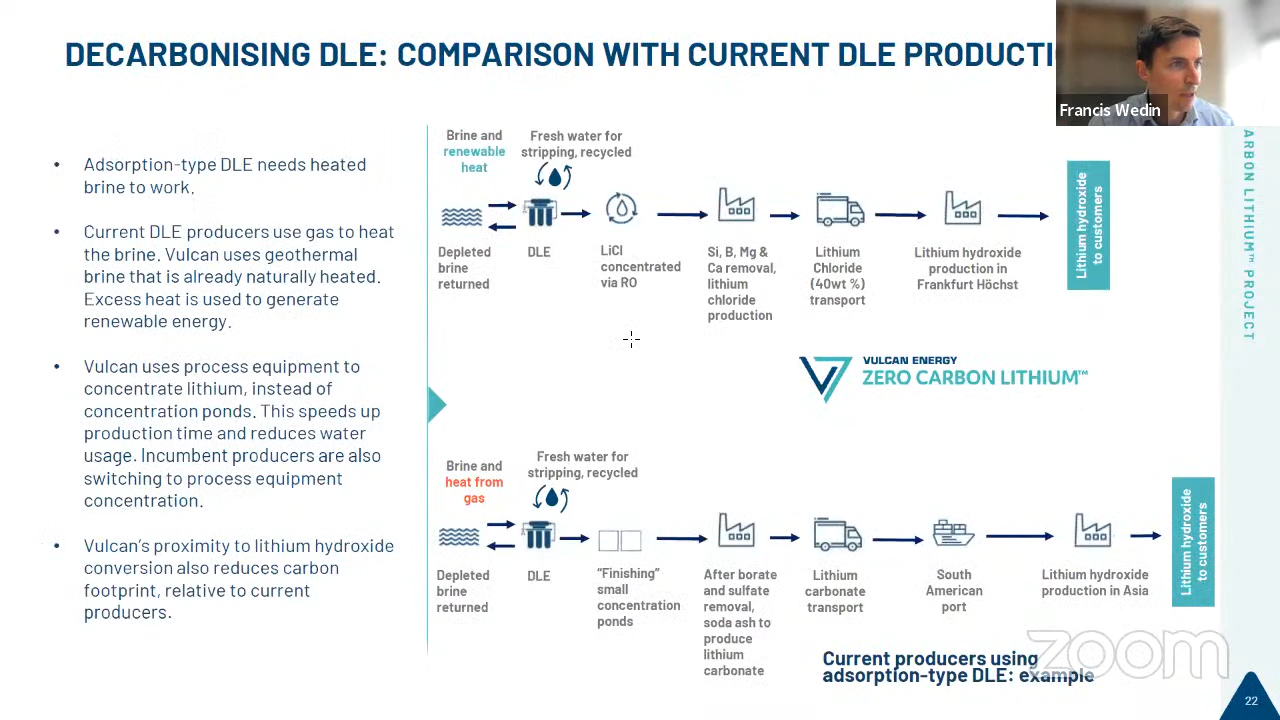 DECARBONISING DLE: COMPARISON WITH CURRENT DLE PRODUCTI
Francis Wedin
• Adsorption-type DLE needs heated
brine to work.
• Current DLE producers use gas to heat
the brine. Vulcan uses geothermal
brine that is already naturally heated.
Excess heat is used to generate
renewable energy.
• Vulcan uses process equipment to
concentrate lithium, instead of
concentration ponds. This speeds up
production time and reduces water
usage. Incumbent producers are also
switching to process equipment
concentration.
• Vulcan's proximity to lithium hydroxide
conversion also reduces carbon
footprint, relative to current
producers.
Brine and
renewable
heat
Fresh water for
stripping, recycled
Depleted
brine
returned
DLE
LiCl
concentrated
via RO
Si, B, Mg &
Ca removal,
lithium
chloride
production
Lithium
Chloride
(40wt %)
transport
Lithium hydroxide
production in
Frankfurt Höchst
Lithium hydroxide
to customers
VULCAN ENERGY
ZERO CARBON LITHIUM™
Brine and
heat from
gas
Fresh water for
stripping, recycled
Depleted
brine
returned
DLE
“Finishing”
small
concentration
ponds
After borate
and sulfate
removal,
soda ash to
produce
lithium
carbonate
Lithium
carbonate
transport
South
American
port
Lithium hydroxide
production in Asia
Lithium hydroxide
to customers
Current producers using
adsorption-type DLE: example
ARBON LITHIUM™ PROJECT
zoom
22